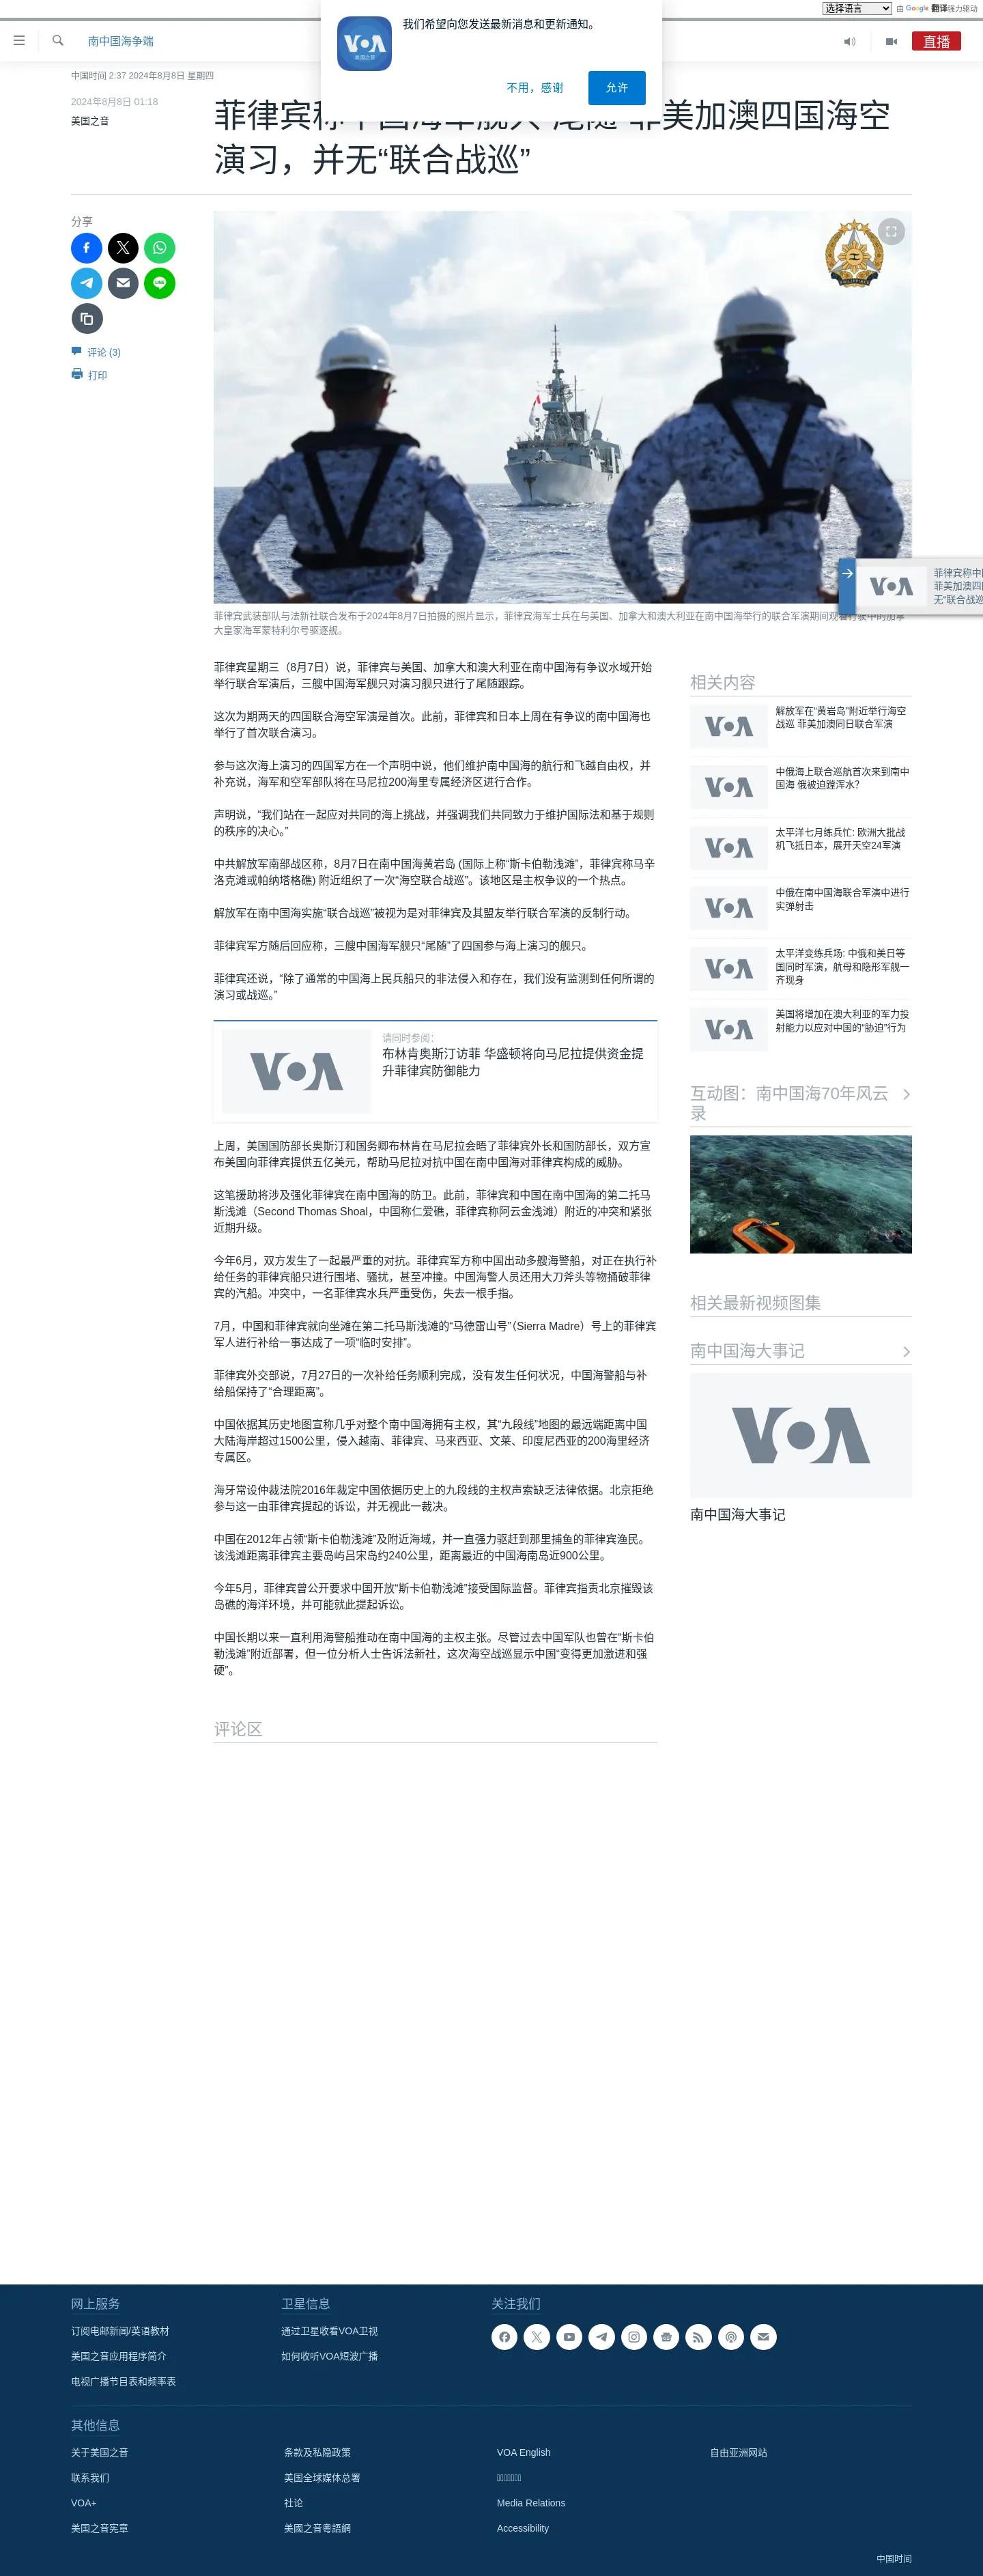 选择语言
由 Google 翻译强力驱动
我们希望向您发送最新消息和更新通知。
VOA
美国之音
不用，感谢
允许
南中国海争端
直播
中国时间 2:37 2024年8月8日 星期四
2024年8月8日 01:18
美国之音
菲律宾称中国海军舰只“尾随”菲美加澳四国海空
演习，并无“联合战巡”
分享
评论 (3)
打印
菲律宾称中
菲美加澳四
无“联合战巡
菲律宾武装部队与法新社联合发布于2024年8月7日拍摄的照片显示，菲律宾海军士兵在与美国、加拿大和澳大利亚在南中国海举行的联合军演期间观看行驶中的加拿
大皇家海军蒙特利尔号驱逐舰。
菲律宾星期三（8月7日）说，菲律宾与美国、加拿大和澳大利亚在南中国海有争议水域开始
举行联合军演后，三艘中国海军舰只对演习舰只进行了尾随跟踪。
这次为期两天的四国联合海空军演是首次。此前，菲律宾和日本上周在有争议的南中国海也
举行了首次联合演习。
参与这次海上演习的四国军方在一个声明中说，他们维护南中国海的航行和飞越自由权，并
补充说，海军和空军部队将在马尼拉200海里专属经济区进行合作。
声明说，“我们站在一起应对共同的海上挑战，并强调我们共同致力于维护国际法和基于规则
的秩序的决心。”
中共解放军南部战区称，8月7日在南中国海黄岩岛 (国际上称“斯卡伯勒浅滩”，菲律宾称马辛
洛克滩或帕纳塔格礁) 附近组织了一次“海空联合战巡”。该地区是主权争议的一个热点。
解放军在南中国海实施“联合战巡”被视为是对菲律宾及其盟友举行联合军演的反制行动。
菲律宾军方随后回应称，三艘中国海军舰只“尾随”了四国参与海上演习的舰只。
菲律宾还说，“除了通常的中国海上民兵船只的非法侵入和存在，我们没有监测到任何所谓的
演习或战巡。”
VOA
请同时参阅：
布林肯奥斯汀访菲 华盛顿将向马尼拉提供资金提
升菲律宾防御能力
上周，美国国防部长奥斯汀和国务卿布林肯在马尼拉会晤了菲律宾外长和国防部长，双方宣
布美国向菲律宾提供五亿美元，帮助马尼拉对抗中国在南中国海对菲律宾构成的威胁。
这笔援助将涉及强化菲律宾在南中国海的防卫。此前，菲律宾和中国在南中国海的第二托马
斯浅滩（Second Thomas Shoal，中国称仁爱礁，菲律宾称阿云金浅滩）附近的冲突和紧张
近期升级。
今年6月，双方发生了一起最严重的对抗。菲律宾军方称中国出动多艘海警船，对正在执行补
给任务的菲律宾船只进行围堵、骚扰，甚至冲撞。中国海警人员还用大刀斧头等物捅破菲律
宾的汽船。冲突中，一名菲律宾水兵严重受伤，失去一根手指。
7月，中国和菲律宾就向坐滩在第二托马斯浅滩的“马德雷山号”（Sierra Madre）号上的菲律宾
军人进行补给一事达成了一项“临时安排”。
菲律宾外交部说，7月27日的一次补给任务顺利完成，没有发生任何状况，中国海警船与补
给船保持了“合理距离”。
中国依据其历史地图宣称几乎对整个南中国海拥有主权，其“九段线”地图的最远端距离中国
大陆海岸超过1500公里，侵入越南、菲律宾、马来西亚、文莱、印度尼西亚的200海里经济
专属区。
海牙常设仲裁法院2016年裁定中国依据历史上的九段线的主权声索缺乏法律依据。北京拒绝
参与这一由菲律宾提起的诉讼，并无视此一裁决。
中国在2012年占领“斯卡伯勒浅滩”及附近海域，并一直强力驱赶到那里捕鱼的菲律宾渔民。
该浅滩距离菲律宾主要岛屿吕宋岛约240公里，距离最近的中国海南岛近900公里。
今年5月，菲律宾曾公开要求中国开放“斯卡伯勒浅滩”接受国际监督。菲律宾指责北京摧毁该
岛礁的海洋环境，并可能就此提起诉讼。
中国长期以来一直利用海警船推动在南中国海的主权主张。尽管过去中国军队也曾在“斯卡伯
勒浅滩”附近部署，但一位分析人士告诉法新社，这次海空战巡显示中国“变得更加激进和强
硬”。
评论区
相关内容
VOA
解放军在“黄岩岛”附近举行海空
战巡 菲美加澳同日联合军演
VOA
中俄海上联合巡航首次来到南中
国海 俄被迫蹚浑水？
VOA
太平洋七月练兵忙: 欧洲大批战
机飞抵日本，展开天空24军演
VOA
中俄在南中国海联合军演中进行
实弹射击
VOA
太平洋变练兵场: 中俄和美日等
国同时军演，航母和隐形军舰一
齐现身
VOA
美国将增加在澳大利亚的军力投
射能力以应对中国的“胁迫”行为
互动图：南中国海70年风云
录
相关最新视频图集
南中国海大事记
VOA
南中国海大事记
网上服务
订阅电邮新闻/英语教材
美国之音应用程序简介
电视广播节目表和频率表
卫星信息
通过卫星收看VOA卫视
如何收听VOA短波广播
关注我们
其他信息
关于美国之音
联系我们
VOA+
美国之音宪章
条款及私隐政策
美国全球媒体总署
社论
美國之音粵語網
VOA English
Media Relations
Accessibility
自由亚洲网站
中国时间